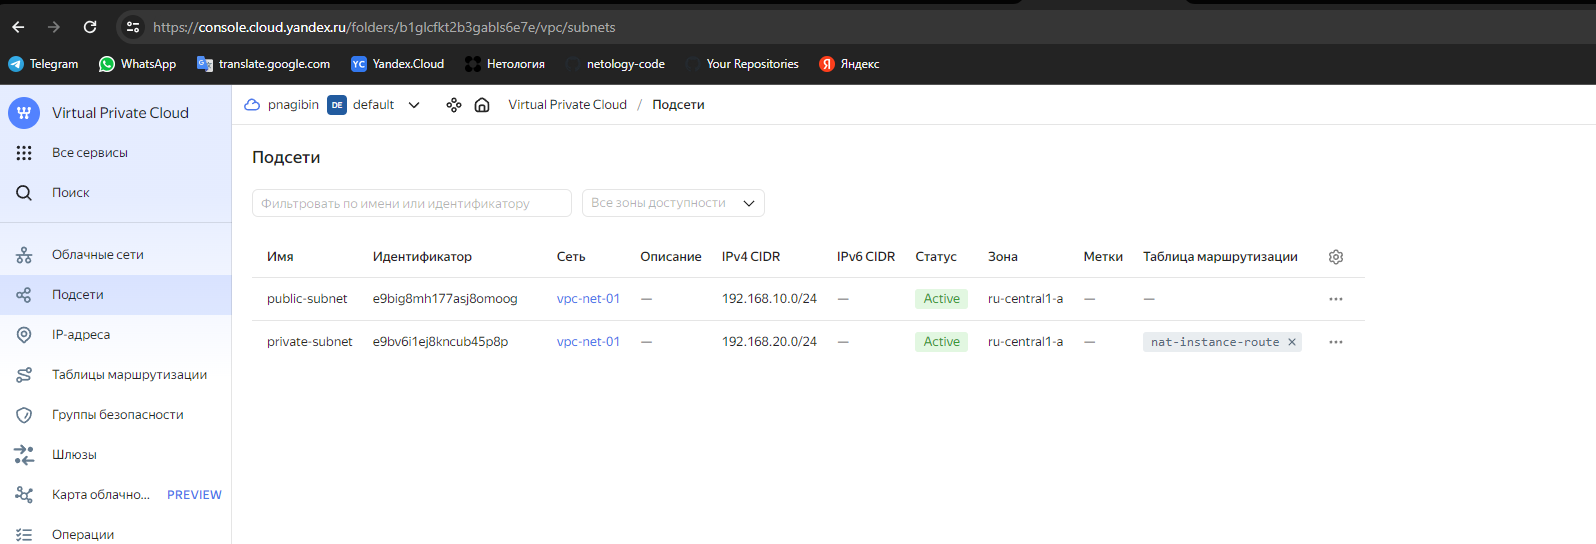 https://console.cloud.yandex.ru/folders/b1glcfkt2b3gabls6e7e/vpc/subnets
Telegram WhatsApp translate.google.com YC Yandex.Cloud Нетология netology-code Your Repositories Я Яндекс
Virtual Private Cloud
Все сервисы
Поиск
Облачные сети
Подсети
IP-адреса
Таблицы маршрутизации
Группы безопасности
Шлюзы
Карта облачно... PREVIEW
Операции
pnagibin DE default Virtual Private Cloud / Подсети
Подсети
Фильтровать по имени или идентификатору Все зоны доступности
Имя Идентификатор Сеть Описание IPv4 CIDR IPv6 CIDR Статус Зона Метки Таблица маршрутизации
public-subnet e9big8mh177asj8omoog vpc-net-01 — 192.168.10.0/24 — Active ru-central1-a — —
private-subnet e9bv6i1ej8kncub45p8p vpc-net-01 — 192.168.20.0/24 — Active ru-central1-a — nat-instance-route ×